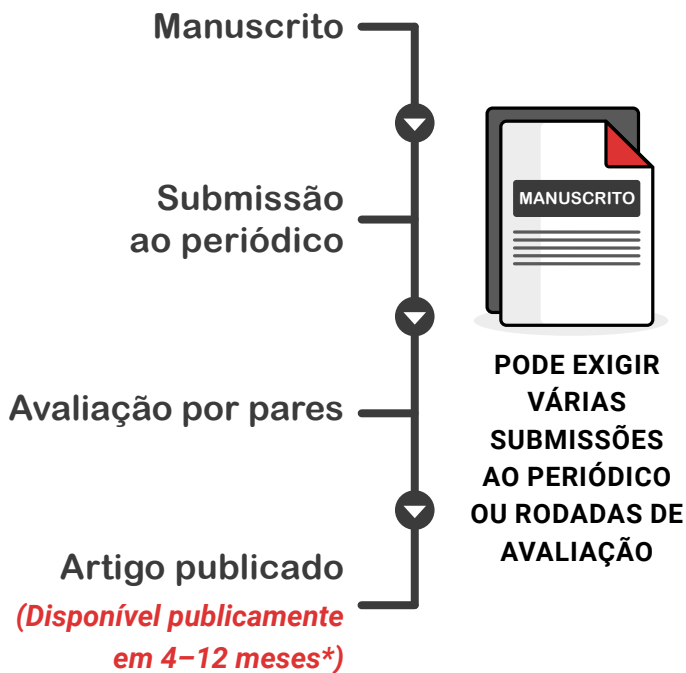 Manuscrito
Submissão
ao periódico
Avaliação por pares
Artigo publicado
(Disponível publicamente
em 4–12 meses*)
MANUSCRITO
PODE EXIGIR
VÁRIAS
SUBMISSÕES
AO PERIÓDICO
OU RODADAS DE
AVALIAÇÃO